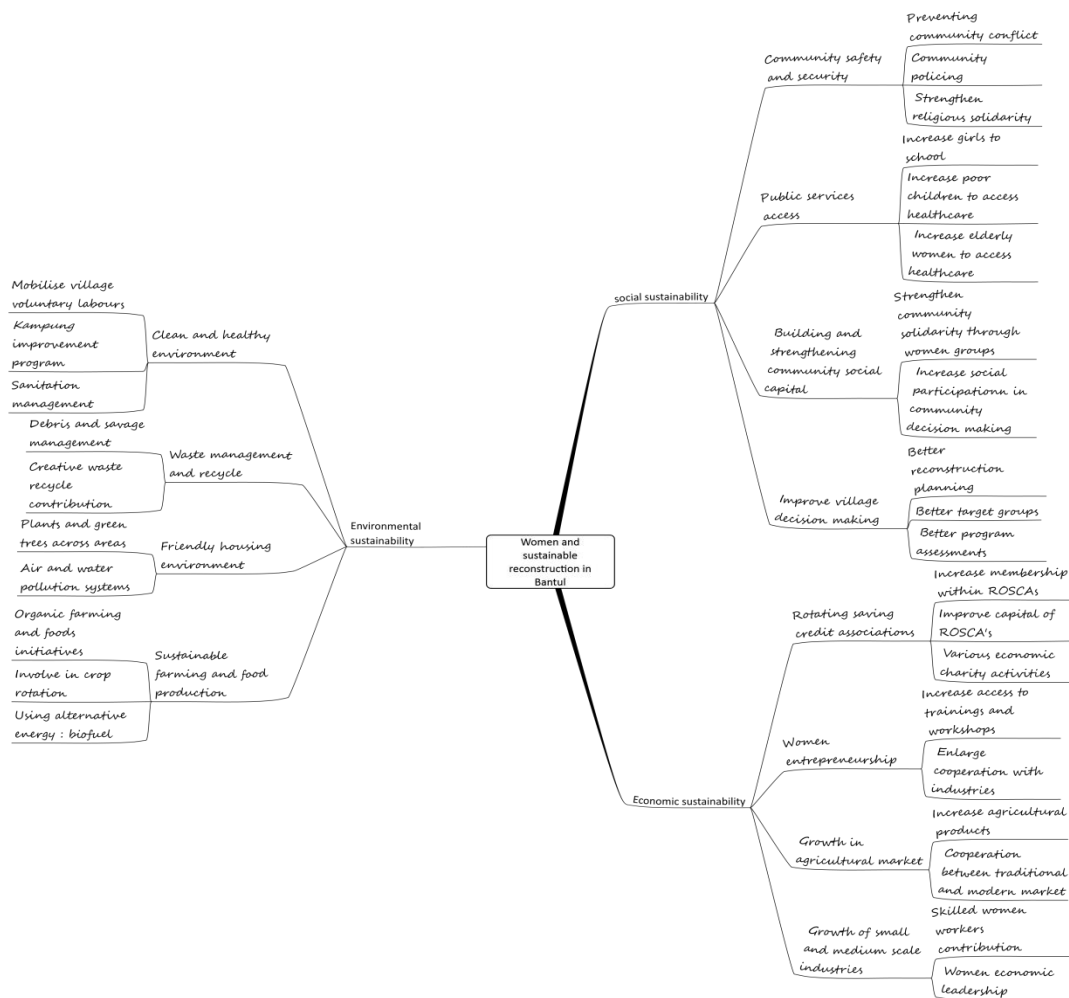 Women and
sustainable
reconstruction in
Bantul
social sustainability
Community safety
and security
Preventing
community conflict
Community
policing
Strengthen
religious solidarity
Public services
access
Increase girls to
school
Increase poor
children to access
healthcare
Increase elderly
women to access
healthcare
Building and
strengthening
community social
capital
Strengthen
community
solidarity through
women groups
Increase social
participationn in
community
decision making
Improve village
decision making
Better
reconstruction
planning
Better target groups
Better program
assessments
Economic sustainability
Rotating saving
credit associations
Increase membership
within ROSCAs
Improve capital of
ROSCA's
Various economic
charity activities
Women
entrepreneurship
Increase access to
trainings and
workshops
Enlarge
cooperation with
industries
Growth in
agricultural market
Increase agricultural
products
Cooperation
between traditional
and modern market
Growth of small
and medium scale
industries
Skilled women
workers
contribution
Women economic
leadership
Environmental
sustainability
Clean and healthy
environment
Mobilise village
voluntary labours
Kampung
improvement
program
Sanitation
management
Waste management
and recycle
Debris and savage
management
Creative waste
recycle
contribution
Friendly housing
environment
Plants and green
trees across areas
Air and water
pollution systems
Sustainable
farming and food
production
Organic farming
and foods
initiatives
Involve in crop
rotation
Using alternative
energy : biofuel